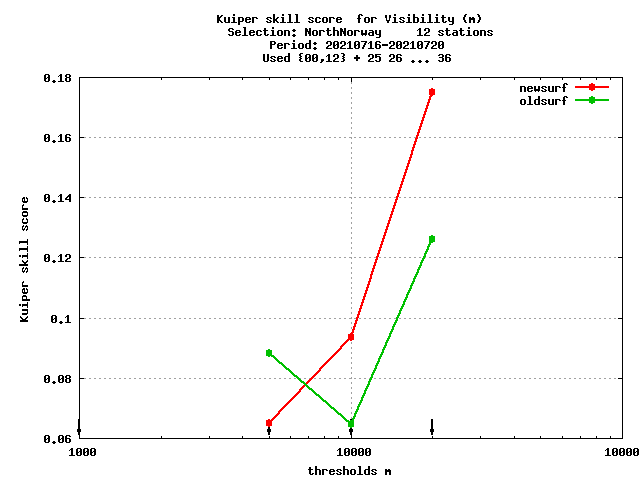 Kuiper skill score  for Visibility (m)
Selection: NorthNorway     12 stations
Period: 20210716-20210720
Used {00,12} + 25 26 ... 36
newsurf
oldsurf
0.18
0.16
0.14
0.12
0.1
0.08
0.06
Kuiper skill score
1000 10000 10000
thresholds m